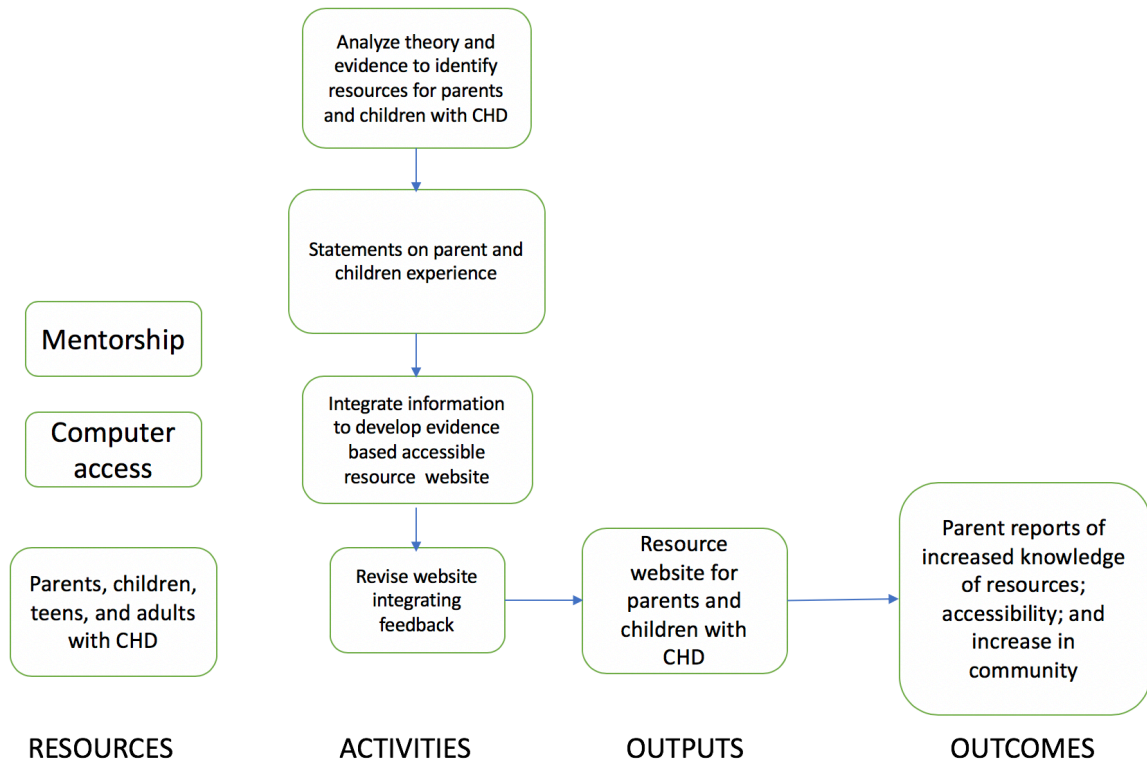 Analyze theory and
evidence to identify
resources for parents
and children with CHD
Statements on parent and
children experience
Mentorship
Computer
access
Integrate information
to develop evidence
based accessible
resource website
Parents, children,
teens, and adults
with CHD
Revise website
integrating
feedback
Resource
website for
parents and
children with
CHD
Parent reports of
increased knowledge
of resources;
accessibility; and
increase in
community
RESOURCES
ACTIVITIES
OUTPUTS
OUTCOMES